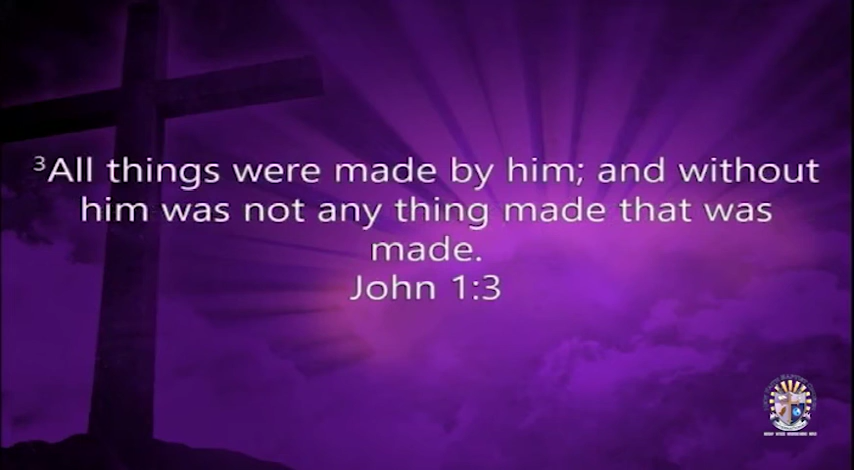 ³All things were made by him; and without
him was not any thing made that was
made.
John 1:3